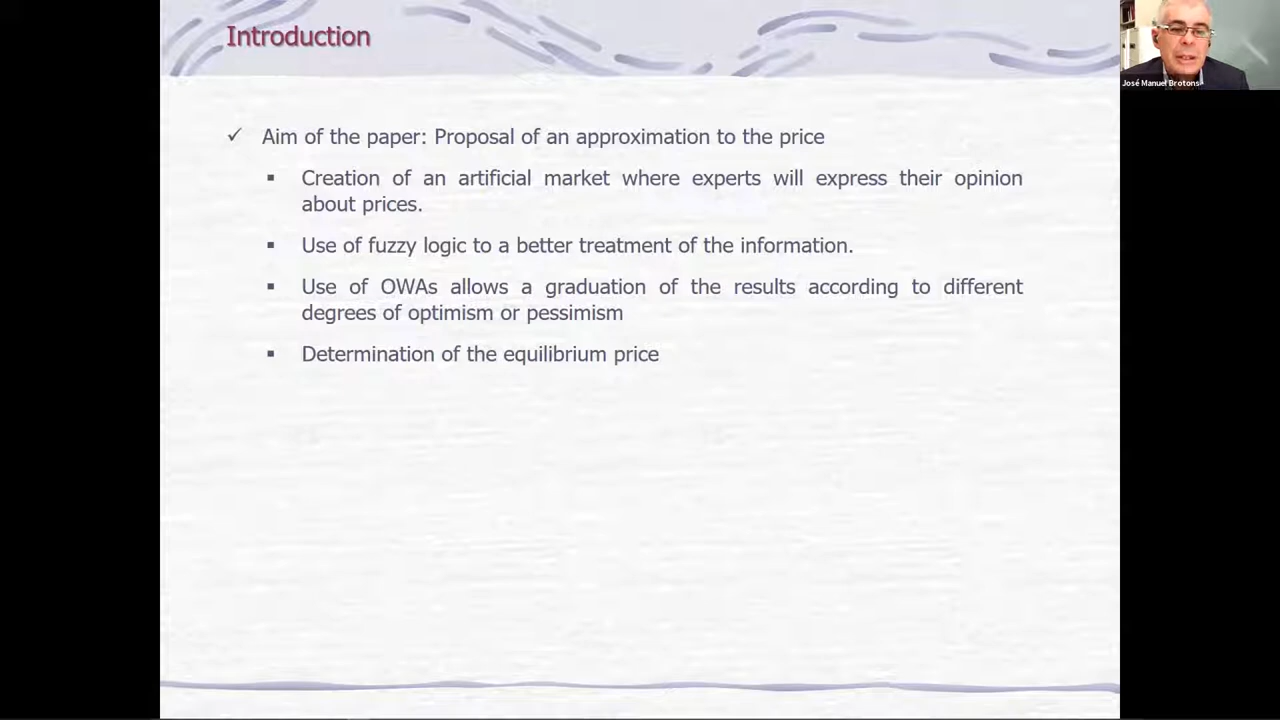 Introduction
José Manuel Brotons
✓ Aim of the paper: Proposal of an approximation to the price
▪ Creation of an artificial market where experts will express their opinion
about prices.
▪ Use of fuzzy logic to a better treatment of the information.
▪ Use of OWAs allows a graduation of the results according to different
degrees of optimism or pessimism
▪ Determination of the equilibrium price